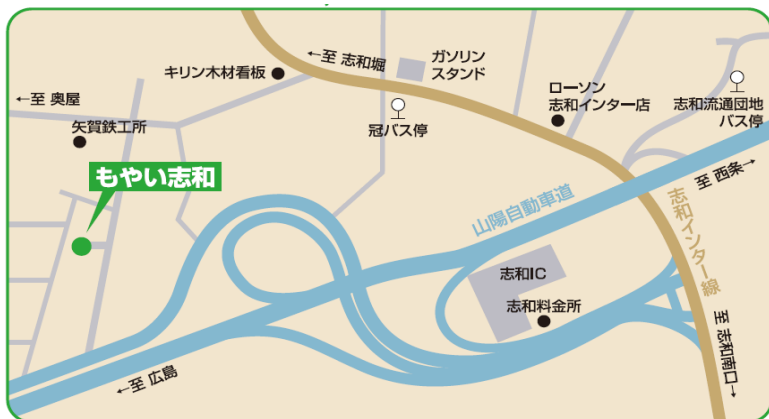 ←至 志和堀
ガソリン
スタンド
キリン木材看板
←至 奥屋
ローソン
志和インター店
志和流通団地
バス停
矢賀鉄工所
冠バス停
もやい志和
至 西条→
山陽自動車道
志和インター線
志和IC
志和料金所
至 志和南口→
←至 広島